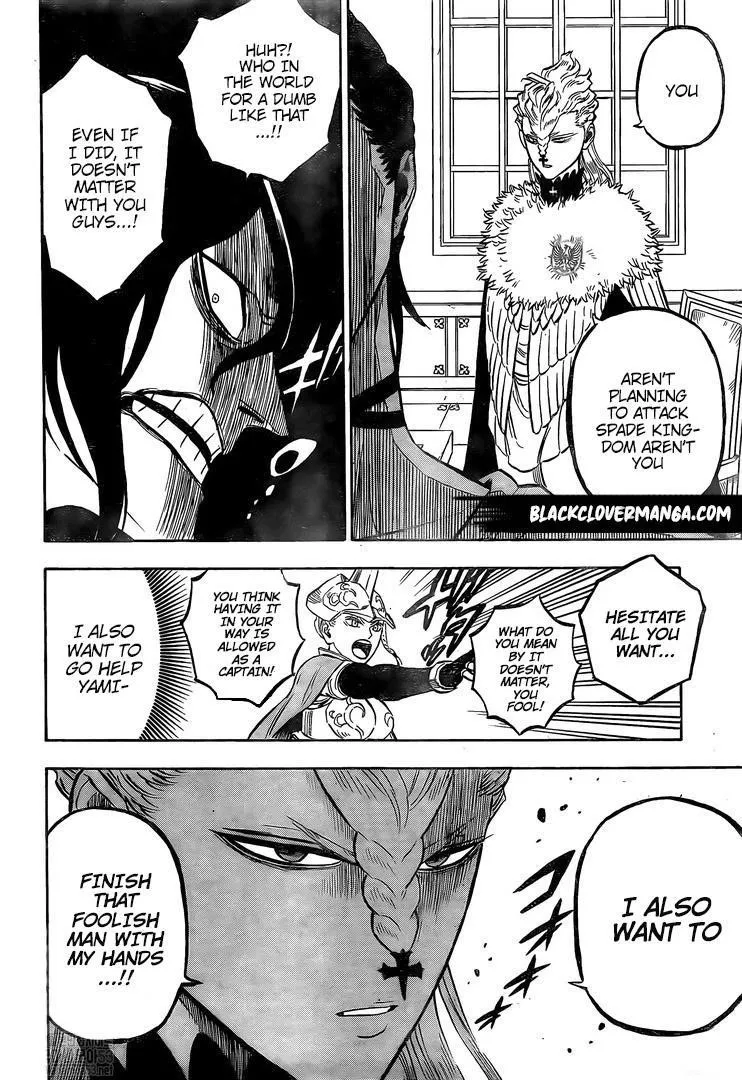 YOU
AREN'T
PLANNING
TO ATTACK
SPADE KING-
DOM AREN'T
YOU
HUH?!
WHO IN
THE WORLD
FOR A DUMB
LIKE THAT
...!!
EVEN IF
I DID, IT
DOESN'T
MATTER
WITH YOU
GUYS...!
BLACKCLOVERMANGA.COM
HESITATE
ALL YOU
WANT...
WHAT DO
YOU MEAN
BY IT
DOESN'T
MATTER,
YOU
FOOL!
YOU THINK
HAVING IT
IN YOUR
WAY IS
ALLOWED
AS A
CAPTAIN!
I ALSO
WANT TO
GO HELP
YAMI-
I ALSO
WANT TO
FINISH
THAT
FOOLISH
MAN WITH
MY HANDS
...!!